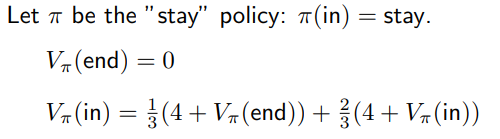 Let π be the "stay" policy: π(in) = stay.
V_π(end) = 0
V_π(in) = 1/3(4 + V_π(end)) + 2/3(4 + V_π(in))